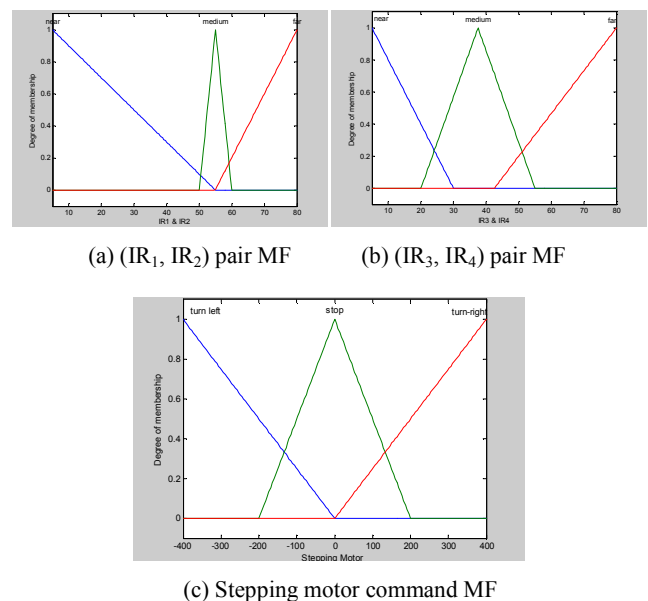 near medium far
1
0.8
0.6
0.4
0.2
0
Degree of membership
10 20 30 40 50 60 70 80
IR1 & IR2
near medium far
1
0.8
0.6
0.4
0.2
0
Degree of membership
10 20 30 40 50 60 70 80
IR3 & IR4
(a) (IR1, IR2) pair MF
(b) (IR3, IR4) pair MF
turn left stop turn-right
1
0.8
0.6
0.4
0.2
0
Degree of membership
-400 -300 -200 -100 0 100 200 300 400
Stepping Motor
(c) Stepping motor command MF